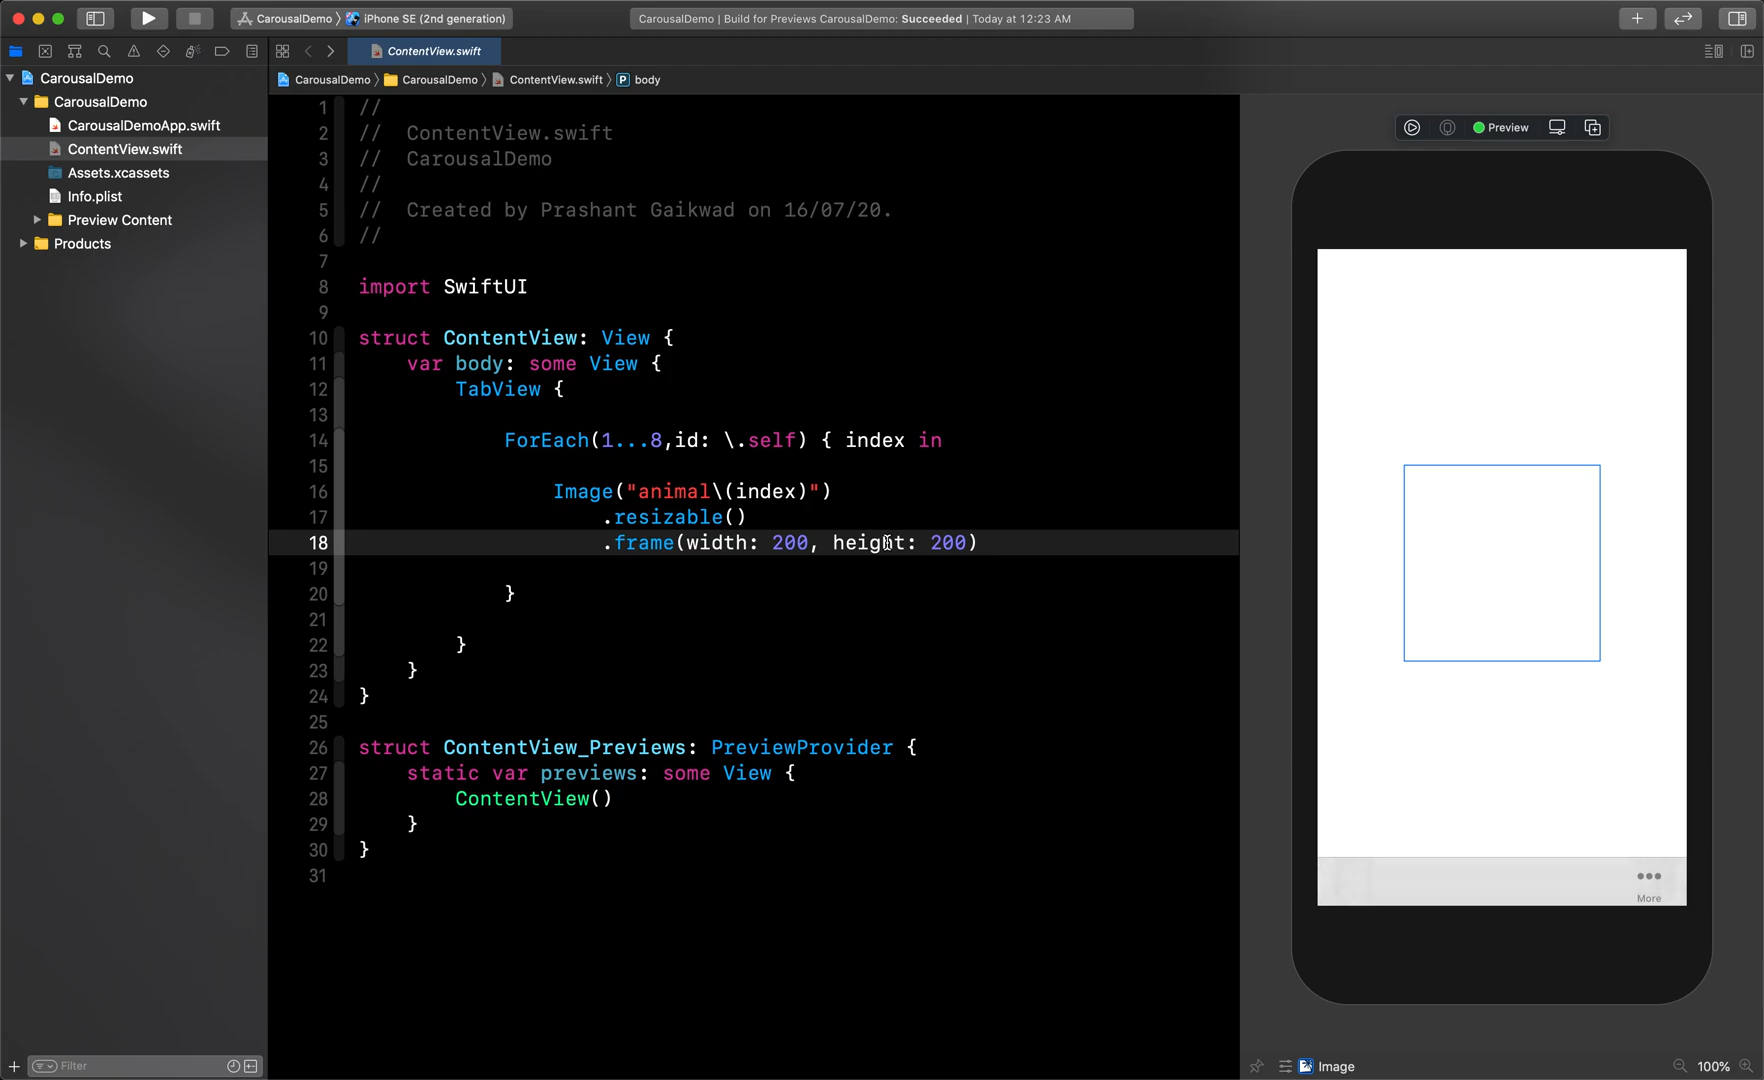 CarousalDemo 〉 iPhone SE (2nd generation)
CarousalDemo | Build for Previews CarousalDemo: Succeeded | Today at 12:23 AM
ContentView.swift
CarousalDemo 〉 CarousalDemo 〉 ContentView.swift 〉 P body
CarousalDemo
CarousalDemo
CarousalDemoApp.swift
ContentView.swift
Assets.xcassets
Info.plist
Preview Content
Products
Filter
1 //
2 //  ContentView.swift
3 //  CarousalDemo
4 //
5 //  Created by Prashant Gaikwad on 16/07/20.
6 //
7
8 import SwiftUI
9
10 struct ContentView: View {
11     var body: some View {
12         TabView {
13
14             ForEach(1...8,id: \.self) { index in
15
16                 Image("animal\(index)")
17                     .resizable()
18                     .frame(width: 200, height: 200)
19
20             }
21
22         }
23     }
24 }
25
26 struct ContentView_Previews: PreviewProvider {
27     static var previews: some View {
28         ContentView()
29     }
30 }
31
Preview
More
Image
100%